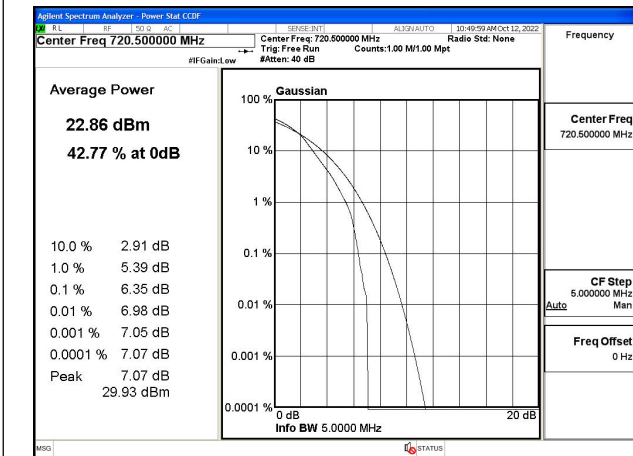 Agilent Spectrum Analyzer - Power Stat CCDF
LXI RL RF 50 Ω AC SENSE:INT ALIGN AUTO 10:49:59 AM Oct 12, 2022
Center Freq 720.500000 MHz
Center Freq: 720.500000 MHz Radio Std: None
Trig: Free Run Counts:1.00 M/1.00 Mpt
#IFGain:Low #Atten: 40 dB
Frequency
Average Power
22.86 dBm
42.77 % at 0dB
10.0 % 2.91 dB
1.0 % 5.39 dB
0.1 % 6.35 dB
0.01 % 6.98 dB
0.001 % 7.05 dB
0.0001 % 7.07 dB
Peak 7.07 dB
29.93 dBm
Gaussian
100 %
10 %
1 %
0.1 %
0.01 %
0.001 %
0.0001 %
0 dB 20 dB
Info BW 5.0000 MHz
Center Freq
720.500000 MHz
CF Step
5.000000 MHz
Auto Man
Freq Offset
0 Hz
MSG STATUS